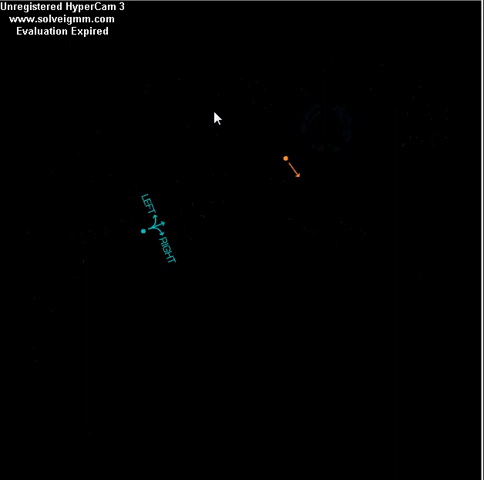 Unregistered HyperCam 3
www.solveigmm.com
Evaluation Expired
LEFT
RIGHT